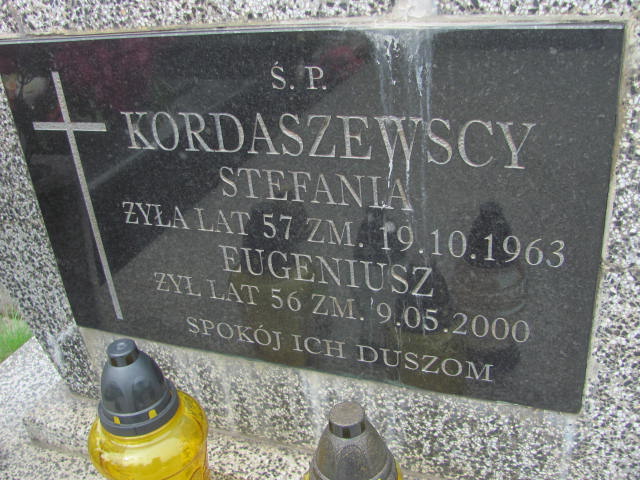 Ś. P.
KORDASZEWSCY
STEFANIA
ŻYŁA LAT 57 ZM. 19.10.1963
EUGENIUSZ
ŻYŁ LAT 56 ZM. 9.05.2000
SPOKÓJ ICH DUSZOM